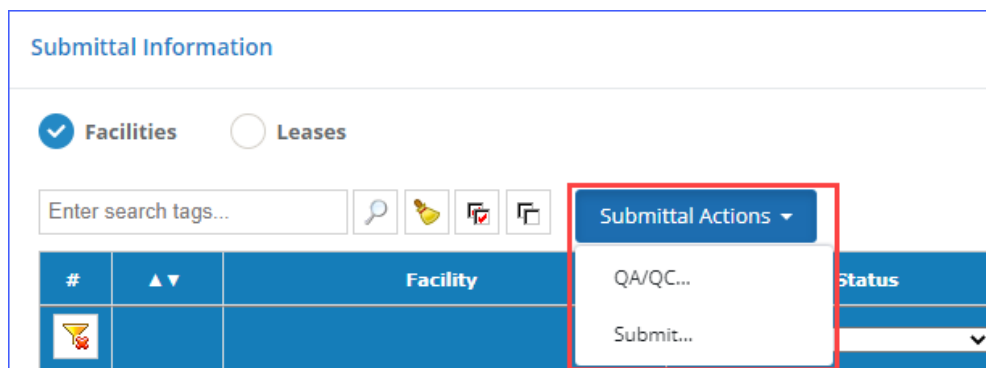 Submittal Information
Facilities Leases
Enter search tags... Submittal Actions
# ▲▼ Facility Status
QA/QC...
Submit...